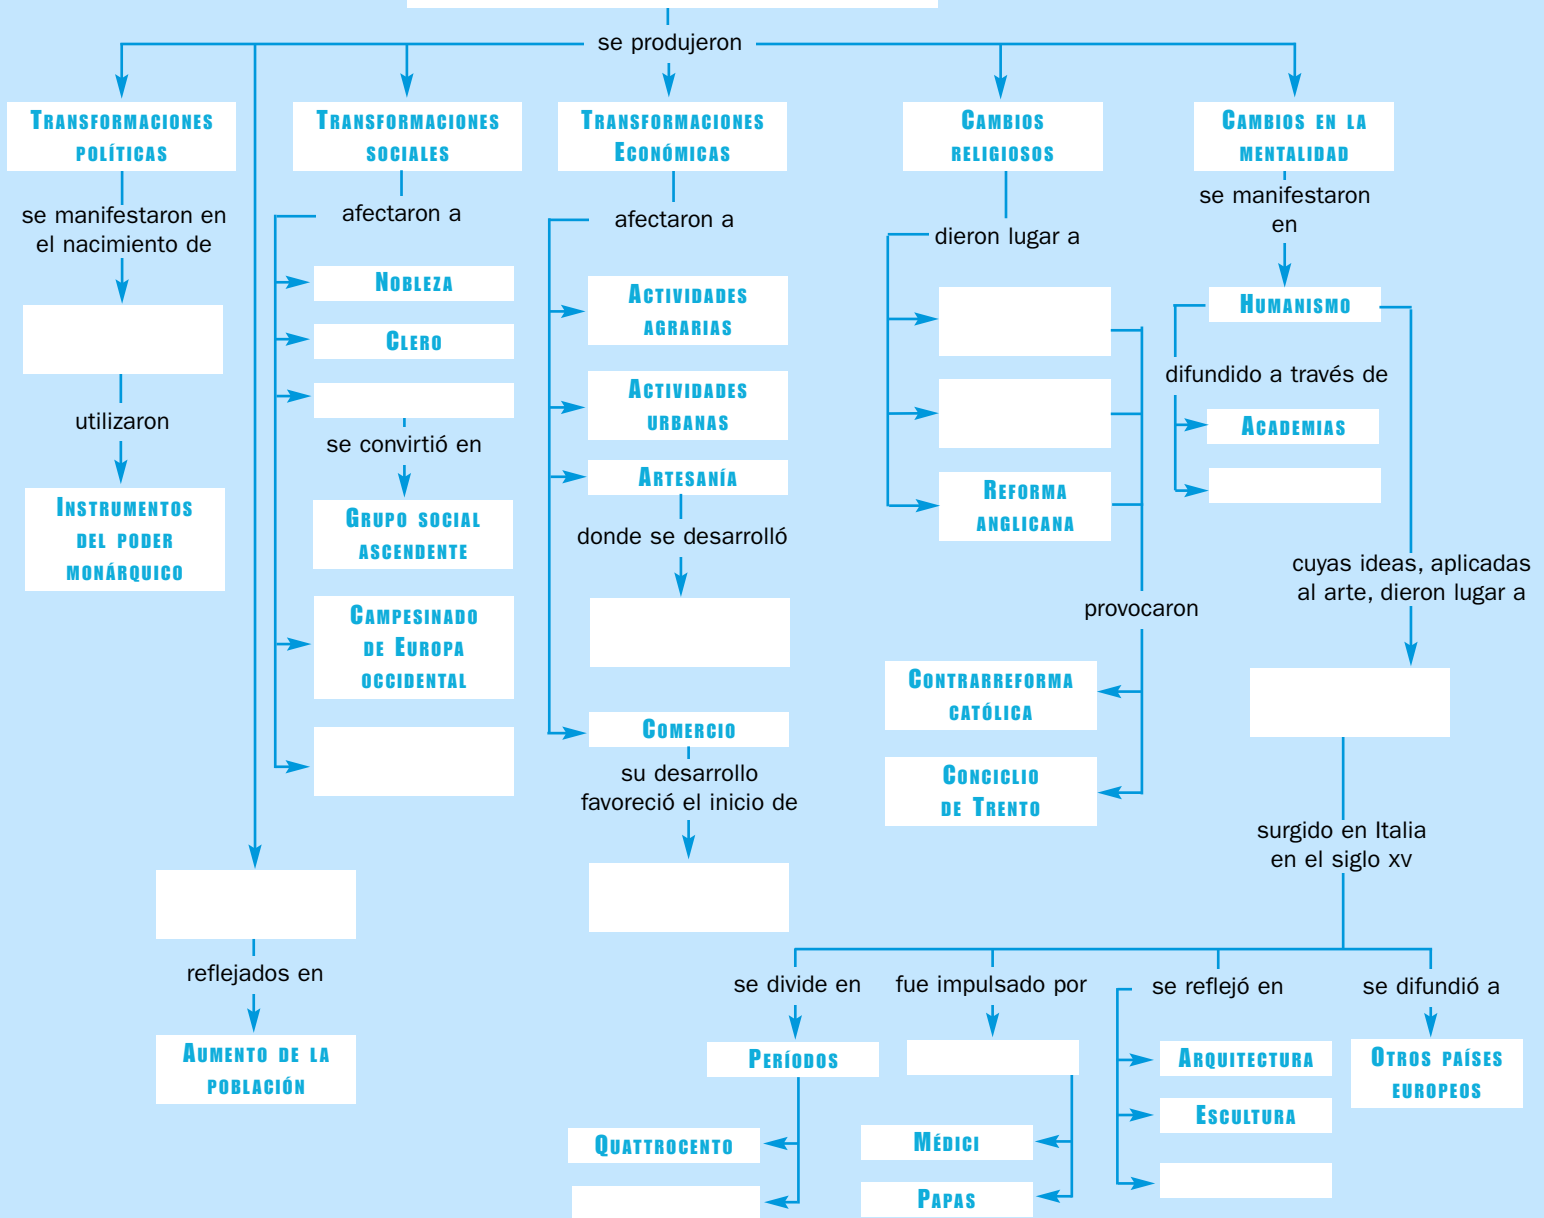 se produjeron
TRANSFORMACIONES
POLÍTICAS
TRANSFORMACIONES
SOCIALES
TRANSFORMACIONES
ECONÓMICAS
CAMBIOS
RELIGIOSOS
CAMBIOS EN LA
MENTALIDAD
se manifestaron en
el nacimiento de
utilizaron
INSTRUMENTOS
DEL PODER
MONÁRQUICO
reflejados en
AUMENTO DE LA
POBLACIÓN
afectaron a
NOBLEZA
CLERO
se convirtió en
GRUPO SOCIAL
ASCENDENTE
CAMPESINADO
DE EUROPA
OCCIDENTAL
afectaron a
ACTIVIDADES
AGRARIAS
ACTIVIDADES
URBANAS
ARTESANÍA
donde se desarrolló
COMERCIO
su desarrollo
favoreció el inicio de
dieron lugar a
REFORMA
ANGLICANA
provocaron
CONTRARREFORMA
CATÓLICA
CONCICLIO
DE TRENTO
se manifestaron
en
HUMANISMO
difundido a través de
ACADEMIAS
cuyas ideas, aplicadas
al arte, dieron lugar a
surgido en Italia
en el siglo XV
se divide en
PERÍODOS
QUATTROCENTO
fue impulsado por
MÉDICI
PAPAS
se reflejó en
ARQUITECTURA
ESCULTURA
se difundió a
OTROS PAÍSES
EUROPEOS